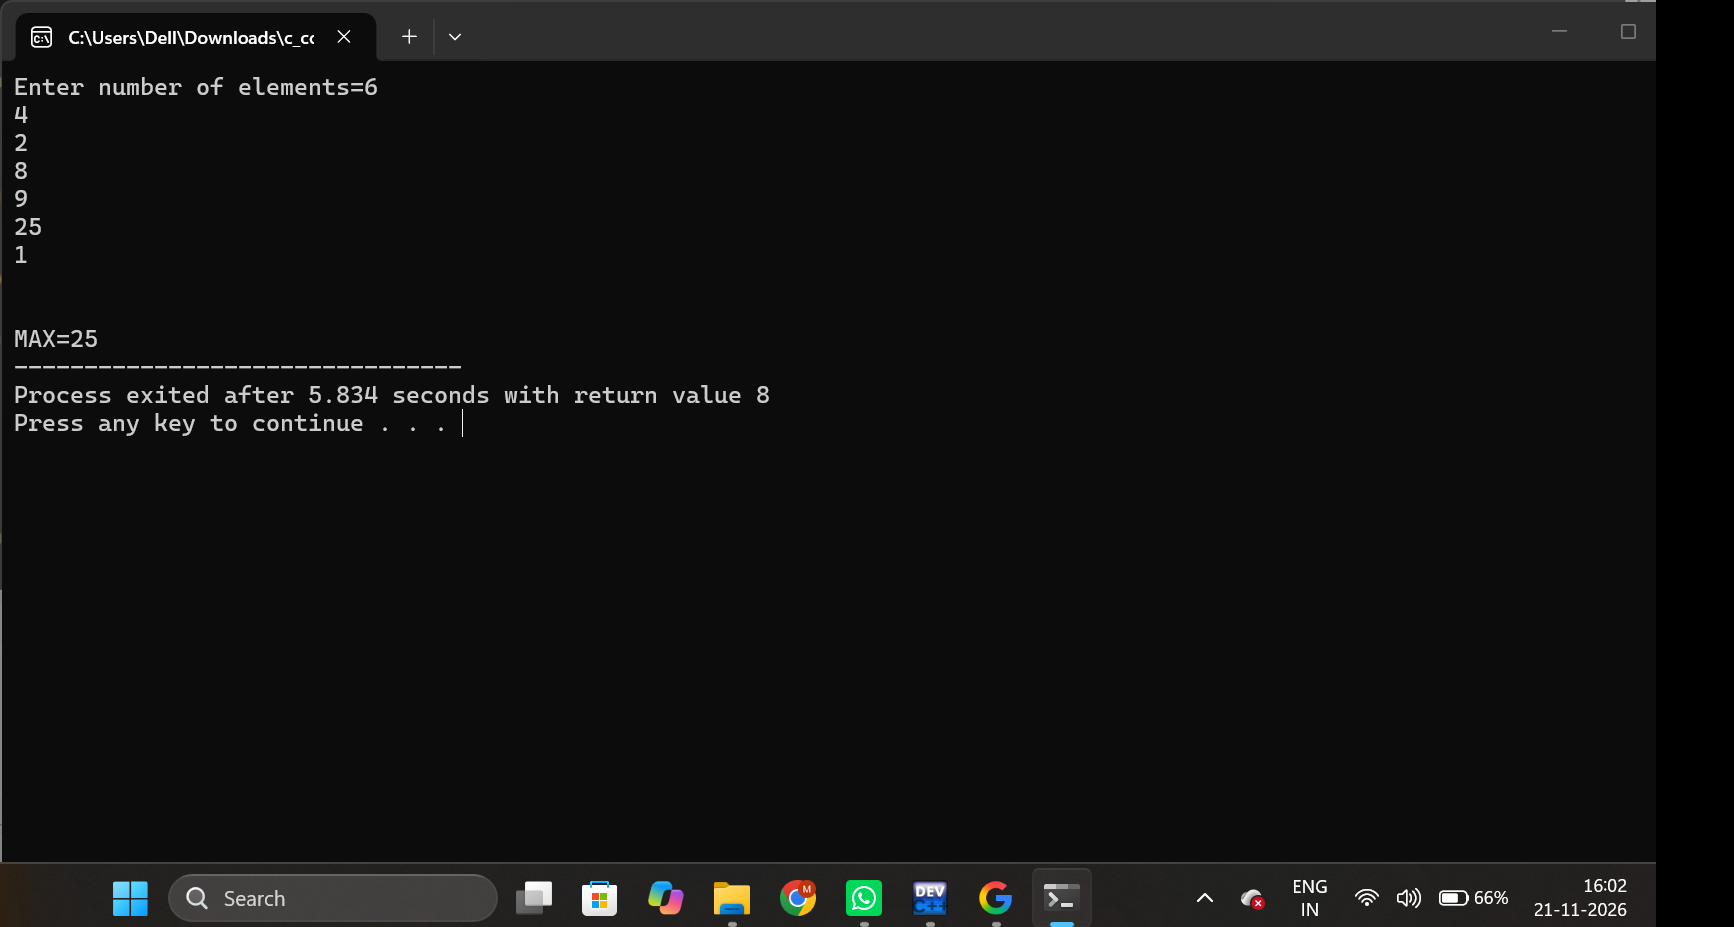 C:\Users\Dell\Downloads\c_cc
Enter number of elements=6
4
2
8
9
25
1
MAX=25
--------------------------------
Process exited after 5.834 seconds with return value 8
Press any key to continue . . .
Search
M
DEV
C++
ENG
IN
66%
16:02
21-11-2026